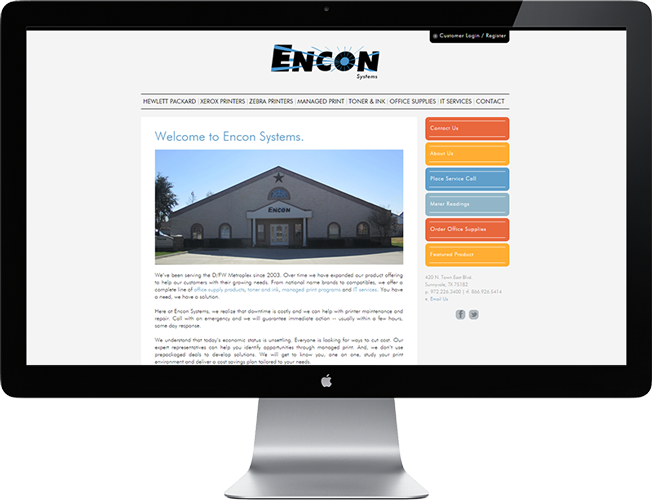 Customer Login / Register
ENCON
Systems
HEWLETT PACKARD | XEROX PRINTERS | ZEBRA PRINTERS | MANAGED PRINT | TONER & INK | OFFICE SUPPLIES | IT SERVICES | CONTACT
Welcome to Encon Systems.
ENCON
We've been serving the D/FW Metroplex since 2003. Over time we have expanded our product offering
to help our customers with their growing needs. From national name brands to compatibles, we offer a
complete line of office supply products, toner and ink, managed print programs and IT services. You
have a need, we have a solution.
Here at Encon Systems, we realize that downtime is costly and we can help with printer maintenance
and repair. Call with an emergency and we will guarantee immediate action -- usually within a few hours,
same day response.
We understand that today's economic status is unsettling. Everyone is looking for ways to cut cost. Our
expert representatives can help you identify opportunities through managed print. And, we don't use
prepackaged deals to develop solutions. We will get to know you, one on one, study your print
environment and deliver a cost savings plan tailored to your needs.
Contact Us
About Us
Place Service Call
Meter Readings
Order Office Supplies
Featured Product
Town East Blvd
Sunnyvale, TX 75182
p. 972.226.3400 | f. 866.926.5414
e. Email Us